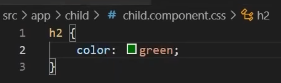 src > app > child > # child.component.css > h2
1 h2 {
2 color: green;
3 }